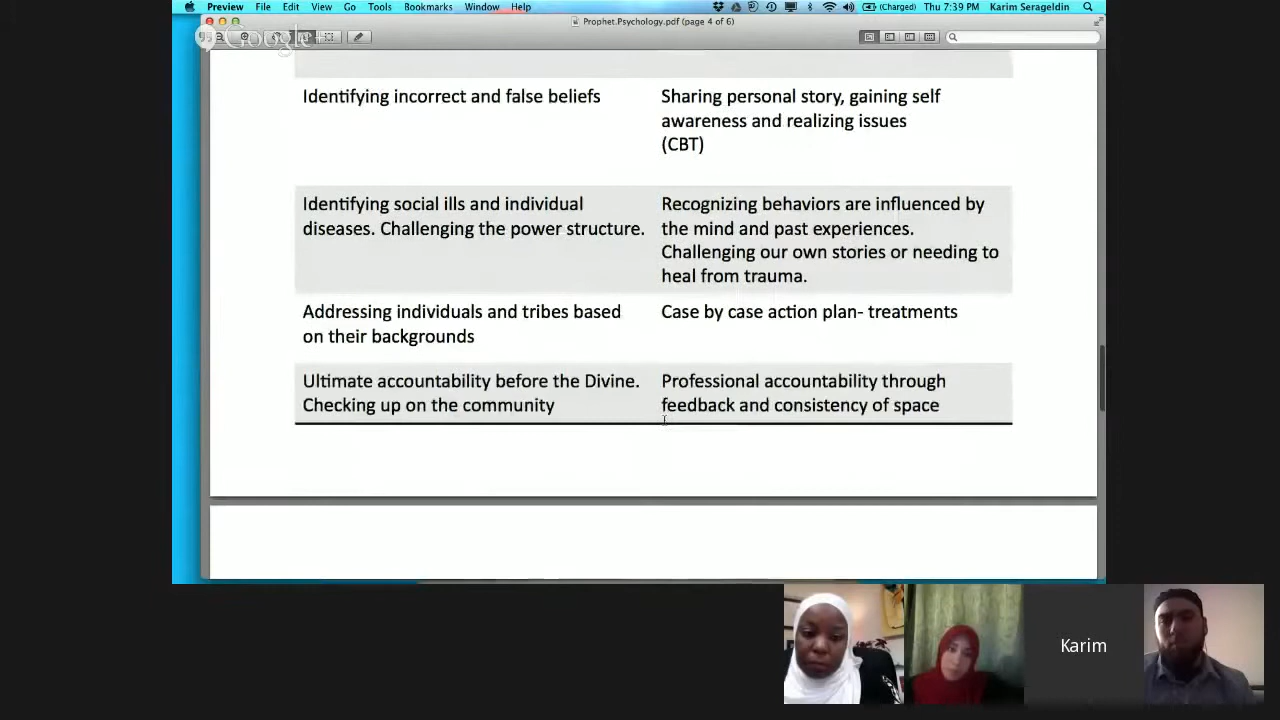 Preview File Edit View Go Tools Bookmarks Window Help (Charged) Thu 7:39 PM Karim Serageldin
Prophet.Psychology.pdf (page 4 of 6)
Google+
Identifying incorrect and false beliefs
Sharing personal story, gaining self
awareness and realizing issues
(CBT)
Identifying social ills and individual
diseases. Challenging the power structure.
Recognizing behaviors are influenced by
the mind and past experiences.
Challenging our own stories or needing to
heal from trauma.
Addressing individuals and tribes based
on their backgrounds
Case by case action plan- treatments
Ultimate accountability before the Divine.
Checking up on the community
Professional accountability through
feedback and consistency of space
Karim